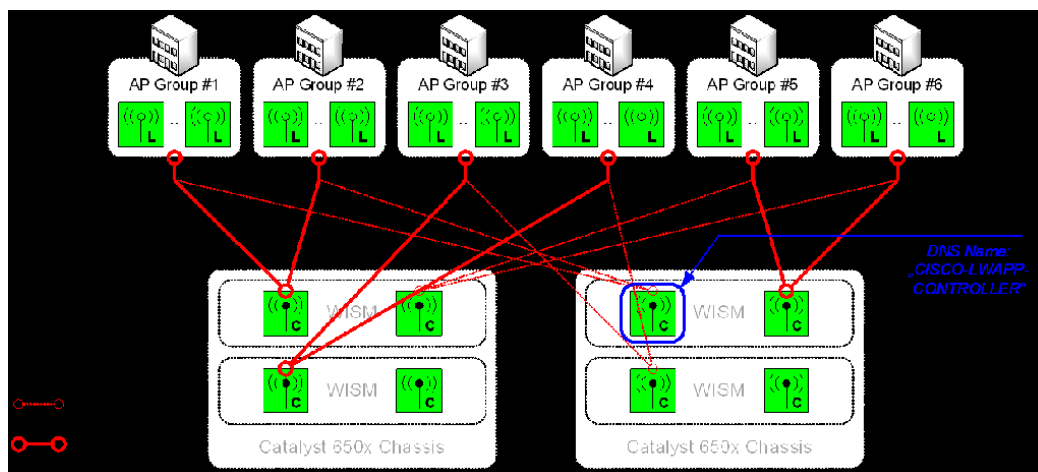 AP Group #1
AP Group #2
AP Group #3
AP Group #4
AP Group #5
AP Group #6
L .. L
L .. L
L .. L
L .. L
L .. L
L .. L
DNS Name:
„CISCO-LWAPP-
CONTROLLER"
C WISM C
C WISM C
C WISM C
C WISM C
Catalyst 650x Chassis
Catalyst 650x Chassis